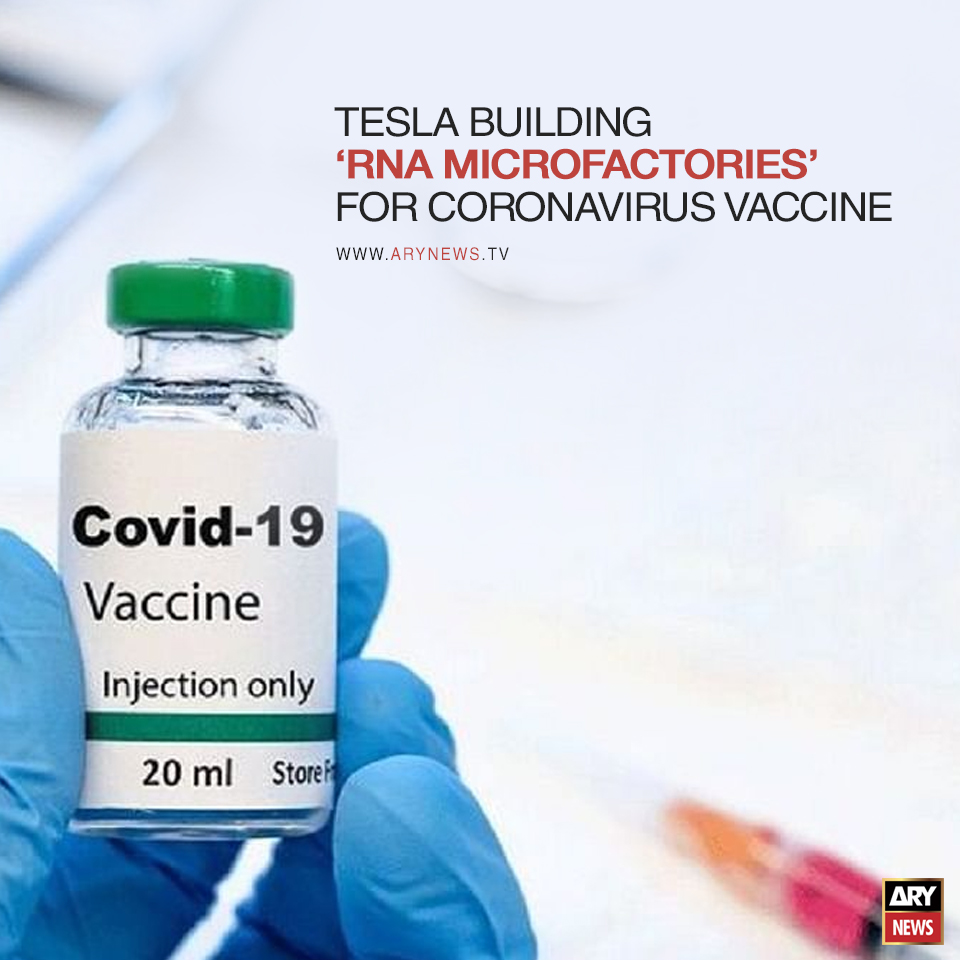 TESLA BUILDING
‘RNA MICROFACTORIES’
FOR CORONAVIRUS VACCINE
WWW.ARYNEWS.TV
Covid-19
Vaccine
Injection only
20 ml Store
ARY
NEWS